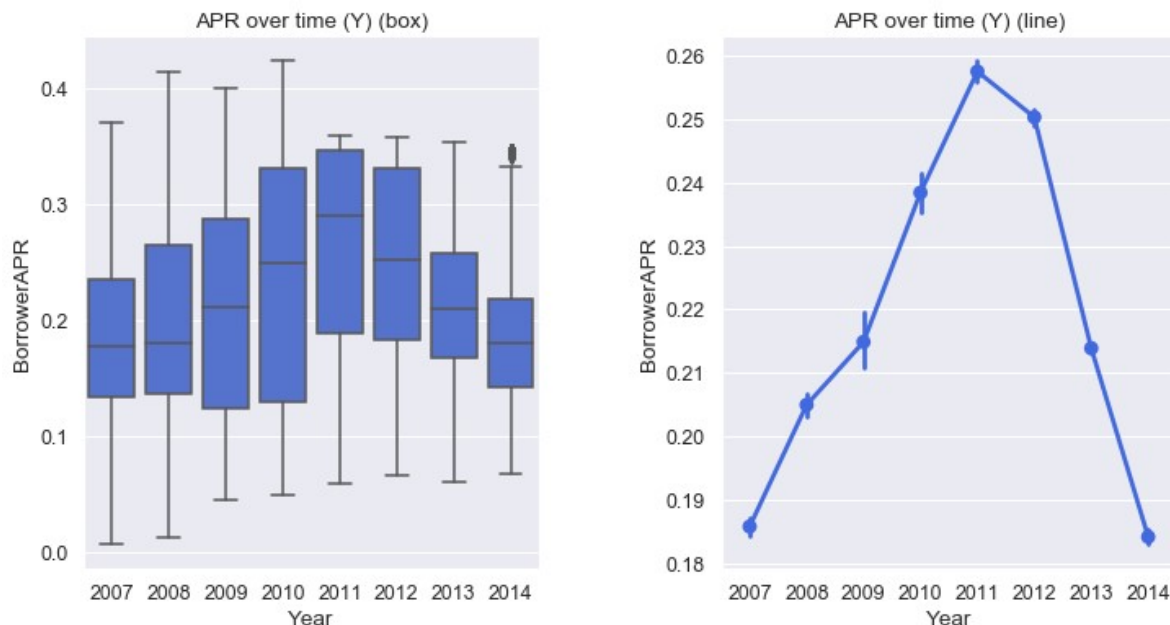 APR over time (Y) (box)
0.4
0.3
0.2
0.1
0.0
BorrowerAPR
2007 2008 2009 2010 2011 2012 2013 2014
Year
APR over time (Y) (line)
0.26
0.25
0.24
0.23
0.22
0.21
0.20
0.19
0.18
BorrowerAPR
2007 2008 2009 2010 2011 2012 2013 2014
Year